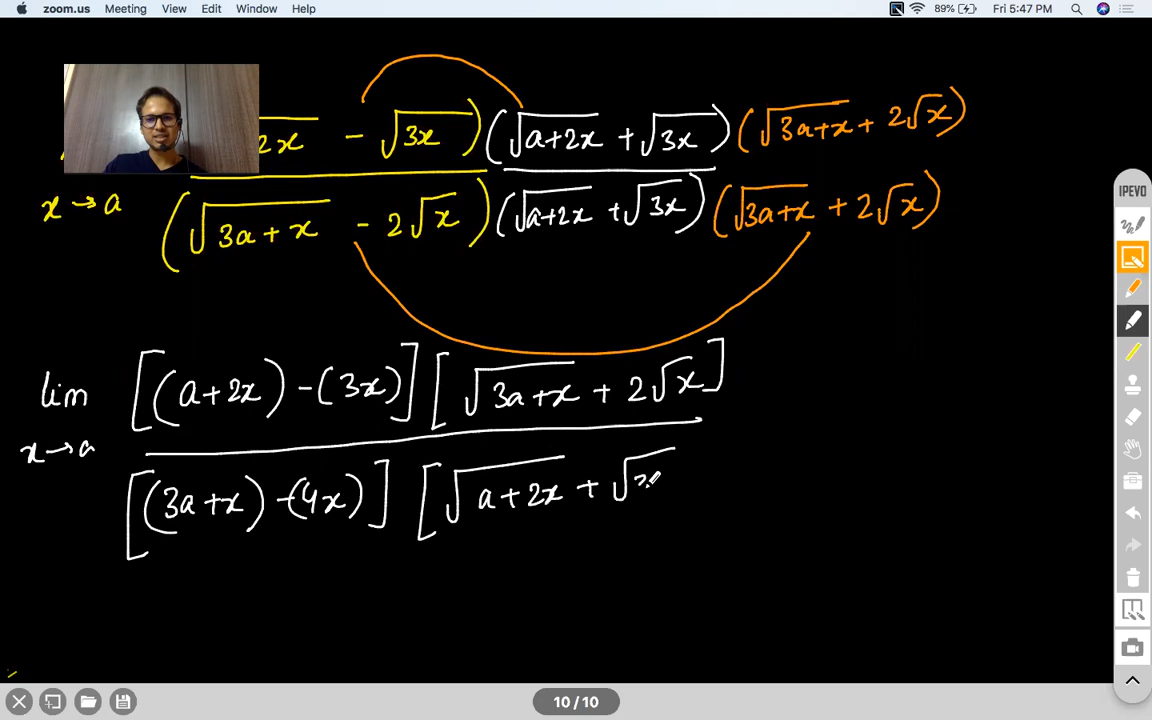 zoom.us Meeting View Edit Window Help 89% Fri 5:47 PM
2x - √3x) (√a+2x + √3x) (√3a+x + 2√x)
x→a (√3a+x - 2√x) (√a+2x + √3x) (√3a+x + 2√x)
IPEVO
lim [(a+2x) - (3x)] [√3a+x + 2√x]
x→a [(3a+x) - (4x)] [√a+2x + √
10/10